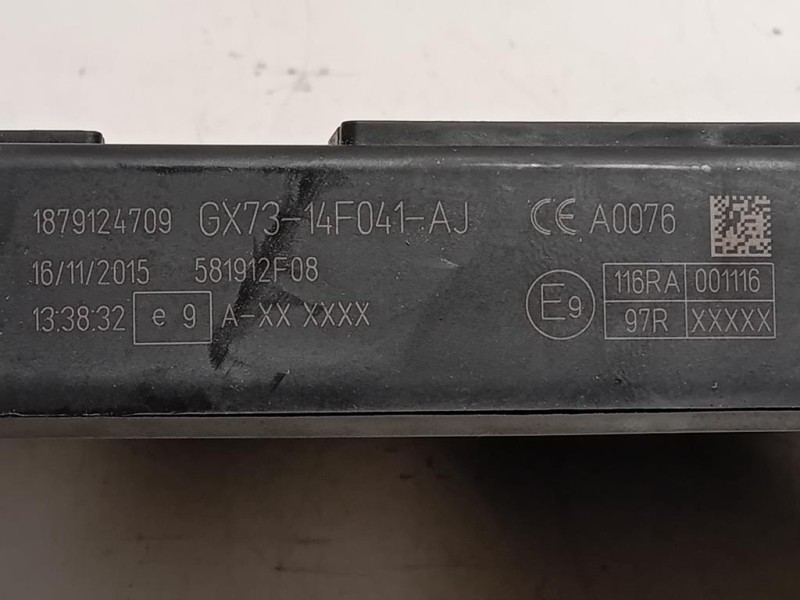 1879124709 GX73-14F041-AJ CE A0076
16/11/2015 581912F08
13:38:32 e 9 A-XX XXXX
E9 116RA 001116
97R XXXXX